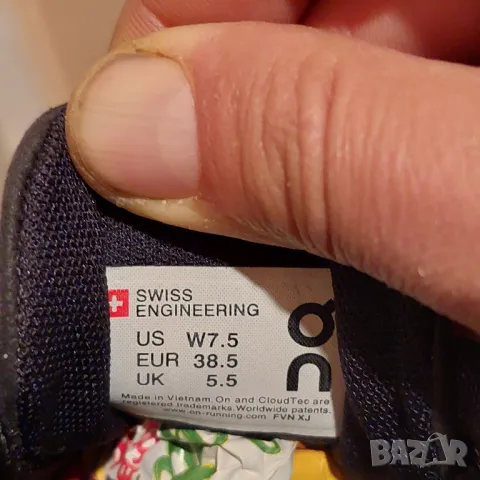 SWISS
ENGINEERING
US W7.5
EUR 38.5
UK 5.5
Made in Vietnam. On and CloudTec are
registered trademarks. Worldwide patents.
www.on-running.com FVN XJ
On
BAZAR